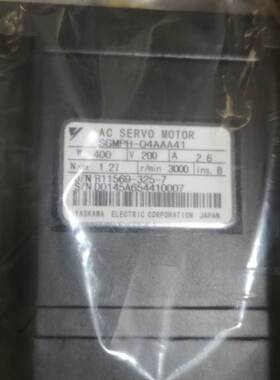 AC SERVO MOTOR
SGMPH-04AAA41
W 400 V 200 A 2.6
N·m 1.27 r/min 3000 Ins. B
O/N R11569-325-7
S/N D0145A654410007
YASKAWA ELECTRIC CORPORATION JAPAN